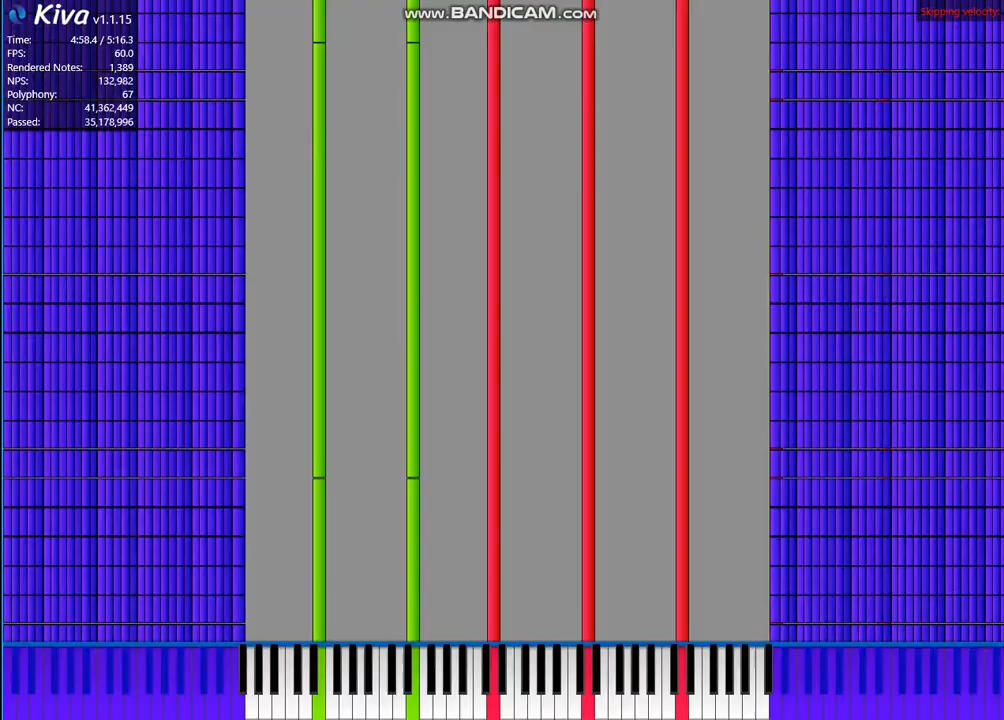 Kiva v1.1.15
www.BANDICAM.com
Skipping velocity:
Time: 4:58.4 / 5:16.3
FPS: 60.0
Rendered Notes: 1,389
NPS: 132,982
Polyphony: 67
NC: 41,362,449
Passed: 35,178,996